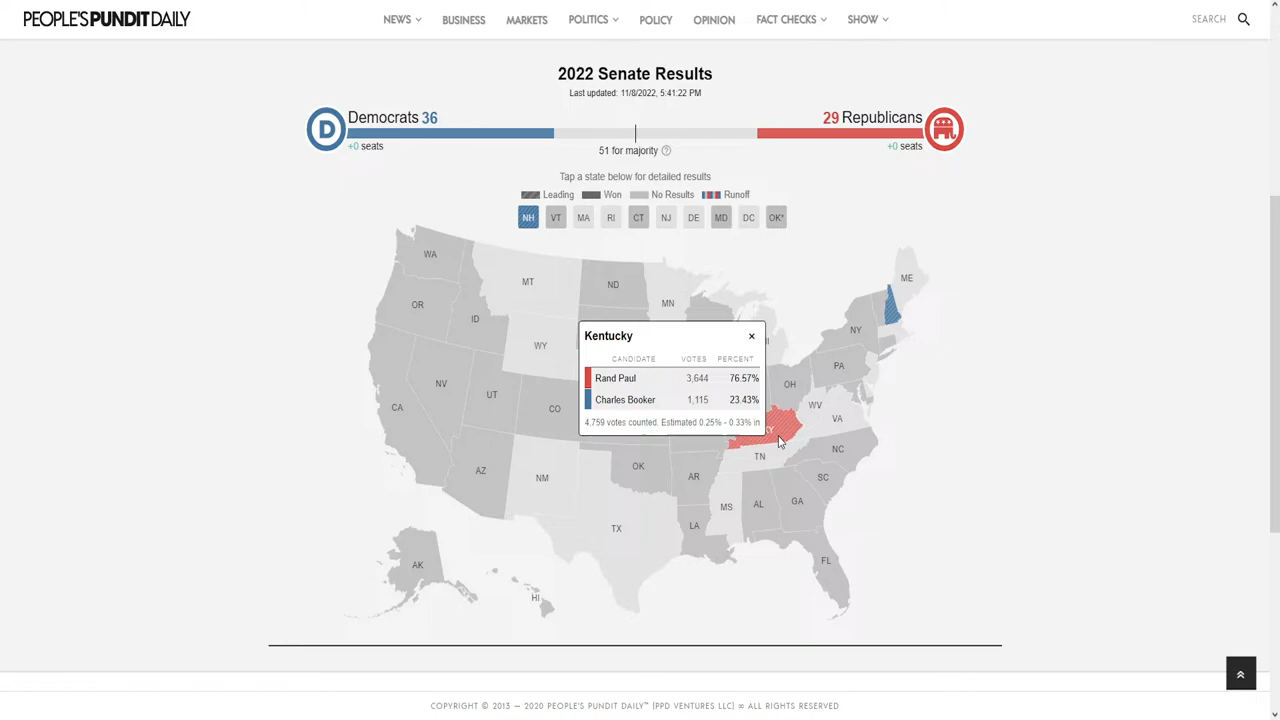 PEOPLE'S PUNDIT DAILY
NEWS BUSINESS MARKETS POLITICS POLICY OPINION FACT CHECKS SHOW SEARCH
2022 Senate Results
Last updated: 11/8/2022, 5:41:22 PM
D Democrats 36 29 Republicans
+0 seats +0 seats
51 for majority ?
Tap a state below for detailed results
Leading Won No Results Runoff
NH VT MA RI CT NJ DE MD DC OK*
WA
MT
ND
MN
ME
OR
ID
WY
NY
NV
UT
CO
CA
PA
OH
WV
VA
Kentucky ×
CANDIDATE VOTES PERCENT
Rand Paul 3,644 76.57%
Charles Booker 1,115 23.43%
4,759 votes counted. Estimated 0.25% - 0.33% in
TN
NC
AZ
NM
OK
AR
SC
MS
AL
GA
TX
LA
FL
AK
HI
COPYRIGHT © 2013 — 2020 PEOPLE'S PUNDIT DAILY™ (PPD VENTURES LLC) ∞ ALL RIGHTS RESERVED